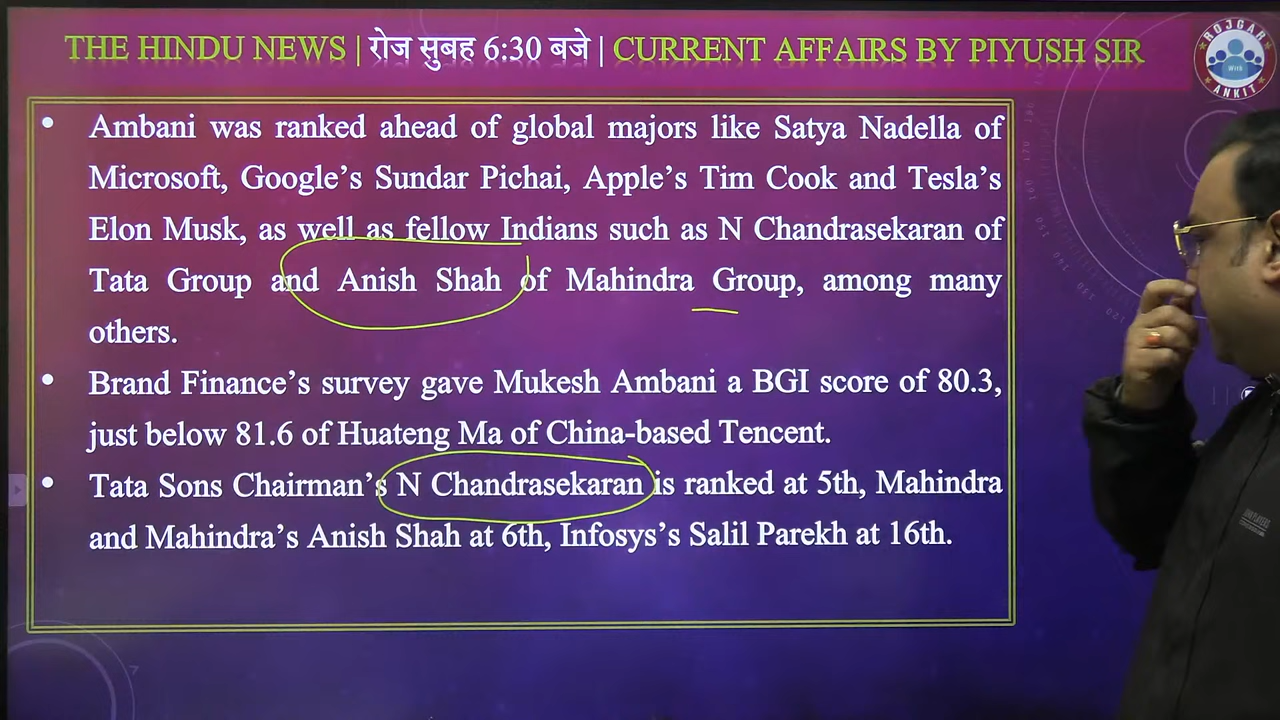 THE HINDU NEWS | रोज सुबह 6:30 बजे | CURRENT AFFAIRS BY PIYUSH SIR
ROJGAR
WITH
ANKIT
• Ambani was ranked ahead of global majors like Satya Nadella of
Microsoft, Google’s Sundar Pichai, Apple’s Tim Cook and Tesla’s
Elon Musk, as well as fellow Indians such as N Chandrasekaran of
Tata Group and Anish Shah of Mahindra Group, among many
others.
• Brand Finance’s survey gave Mukesh Ambani a BGI score of 80.3,
just below 81.6 of Huateng Ma of China-based Tencent.
• Tata Sons Chairman’s N Chandrasekaran is ranked at 5th, Mahindra
and Mahindra’s Anish Shah at 6th, Infosys’s Salil Parekh at 16th.